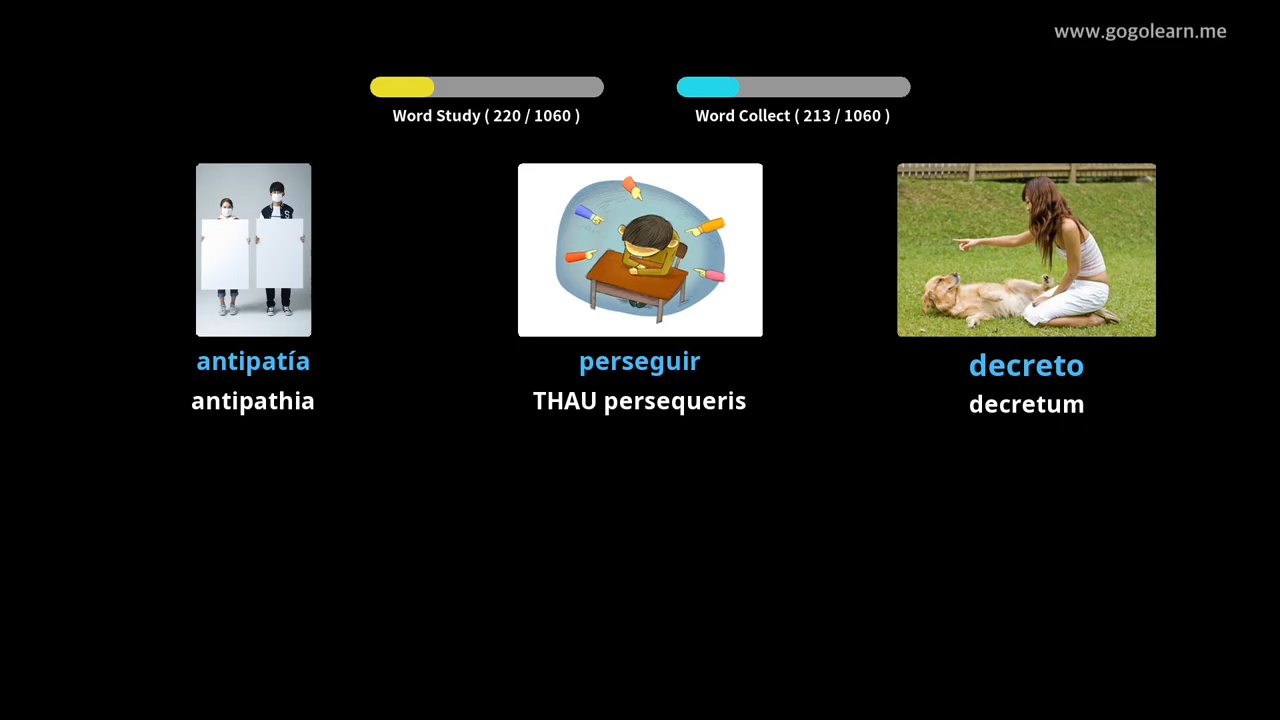 www.gogolearn.me
Word Study ( 220 / 1060 )
Word Collect ( 213 / 1060 )
antipatía
antipathia
perseguir
THAU persequeris
decreto
decretum